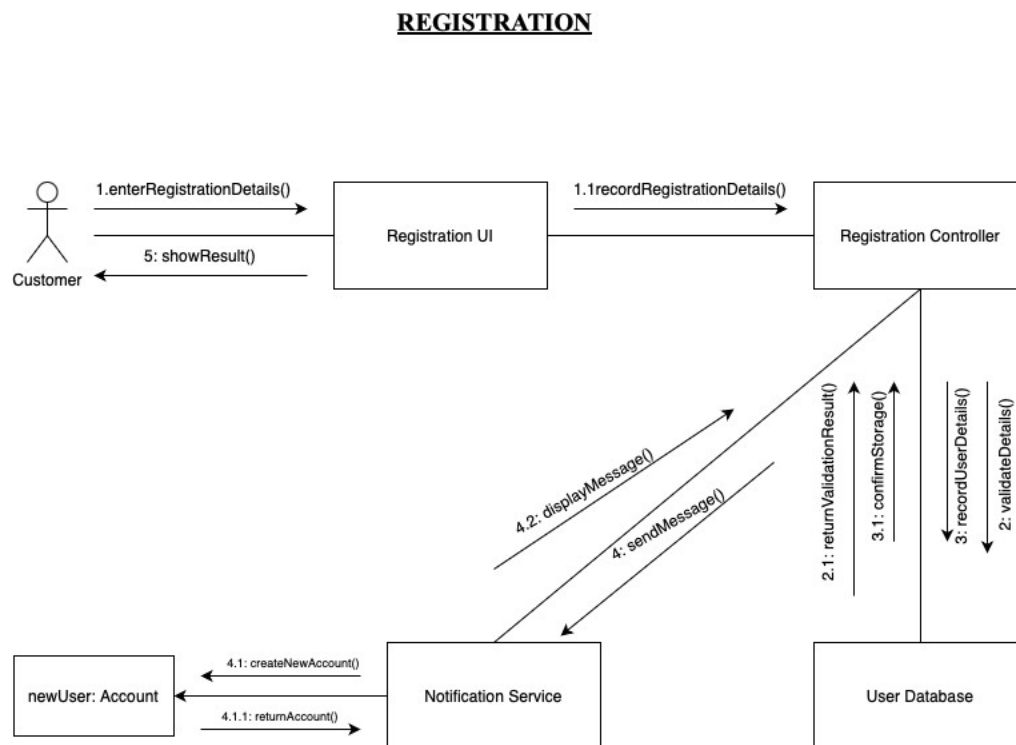 REGISTRATION
1.enterRegistrationDetails()
1.1recordRegistrationDetails()
Registration UI
Registration Controller
5: showResult()
Customer
2.1: returnValidationResult()
3.1: confirmStorage()
3: recordUserDetails()
2: validateDetails()
4.2: displayMessage()
4: sendMessage()
4.1: createNewAccount()
newUser: Account
Notification Service
User Database
4.1.1: returnAccount()